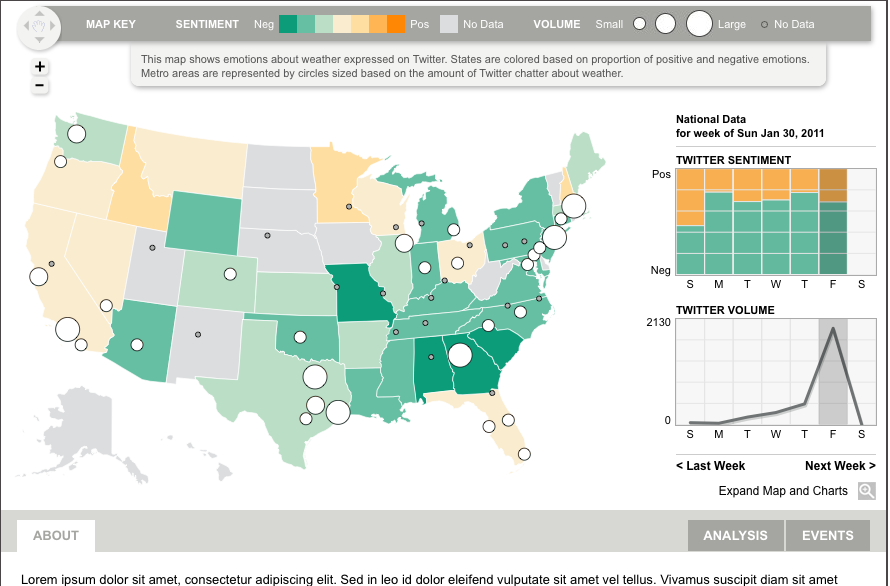 MAP KEY SENTIMENT Neg Pos No Data VOLUME Small Large No Data
+
−
This map shows emotions about weather expressed on Twitter. States are colored based on proportion of positive and negative emotions.
Metro areas are represented by circles sized based on the amount of Twitter chatter about weather.
National Data
for week of Sun Jan 30, 2011
TWITTER SENTIMENT
Pos
Neg
S M T W T F S
TWITTER VOLUME
2130
0
S M T W T F S
< Last Week Next Week >
Expand Map and Charts
ABOUT ANALYSIS EVENTS
Lorem ipsum dolor sit amet, consectetur adipiscing elit. Sed in leo id dolor eleifend vulputate sit amet vel tellus. Vivamus suscipit diam sit amet